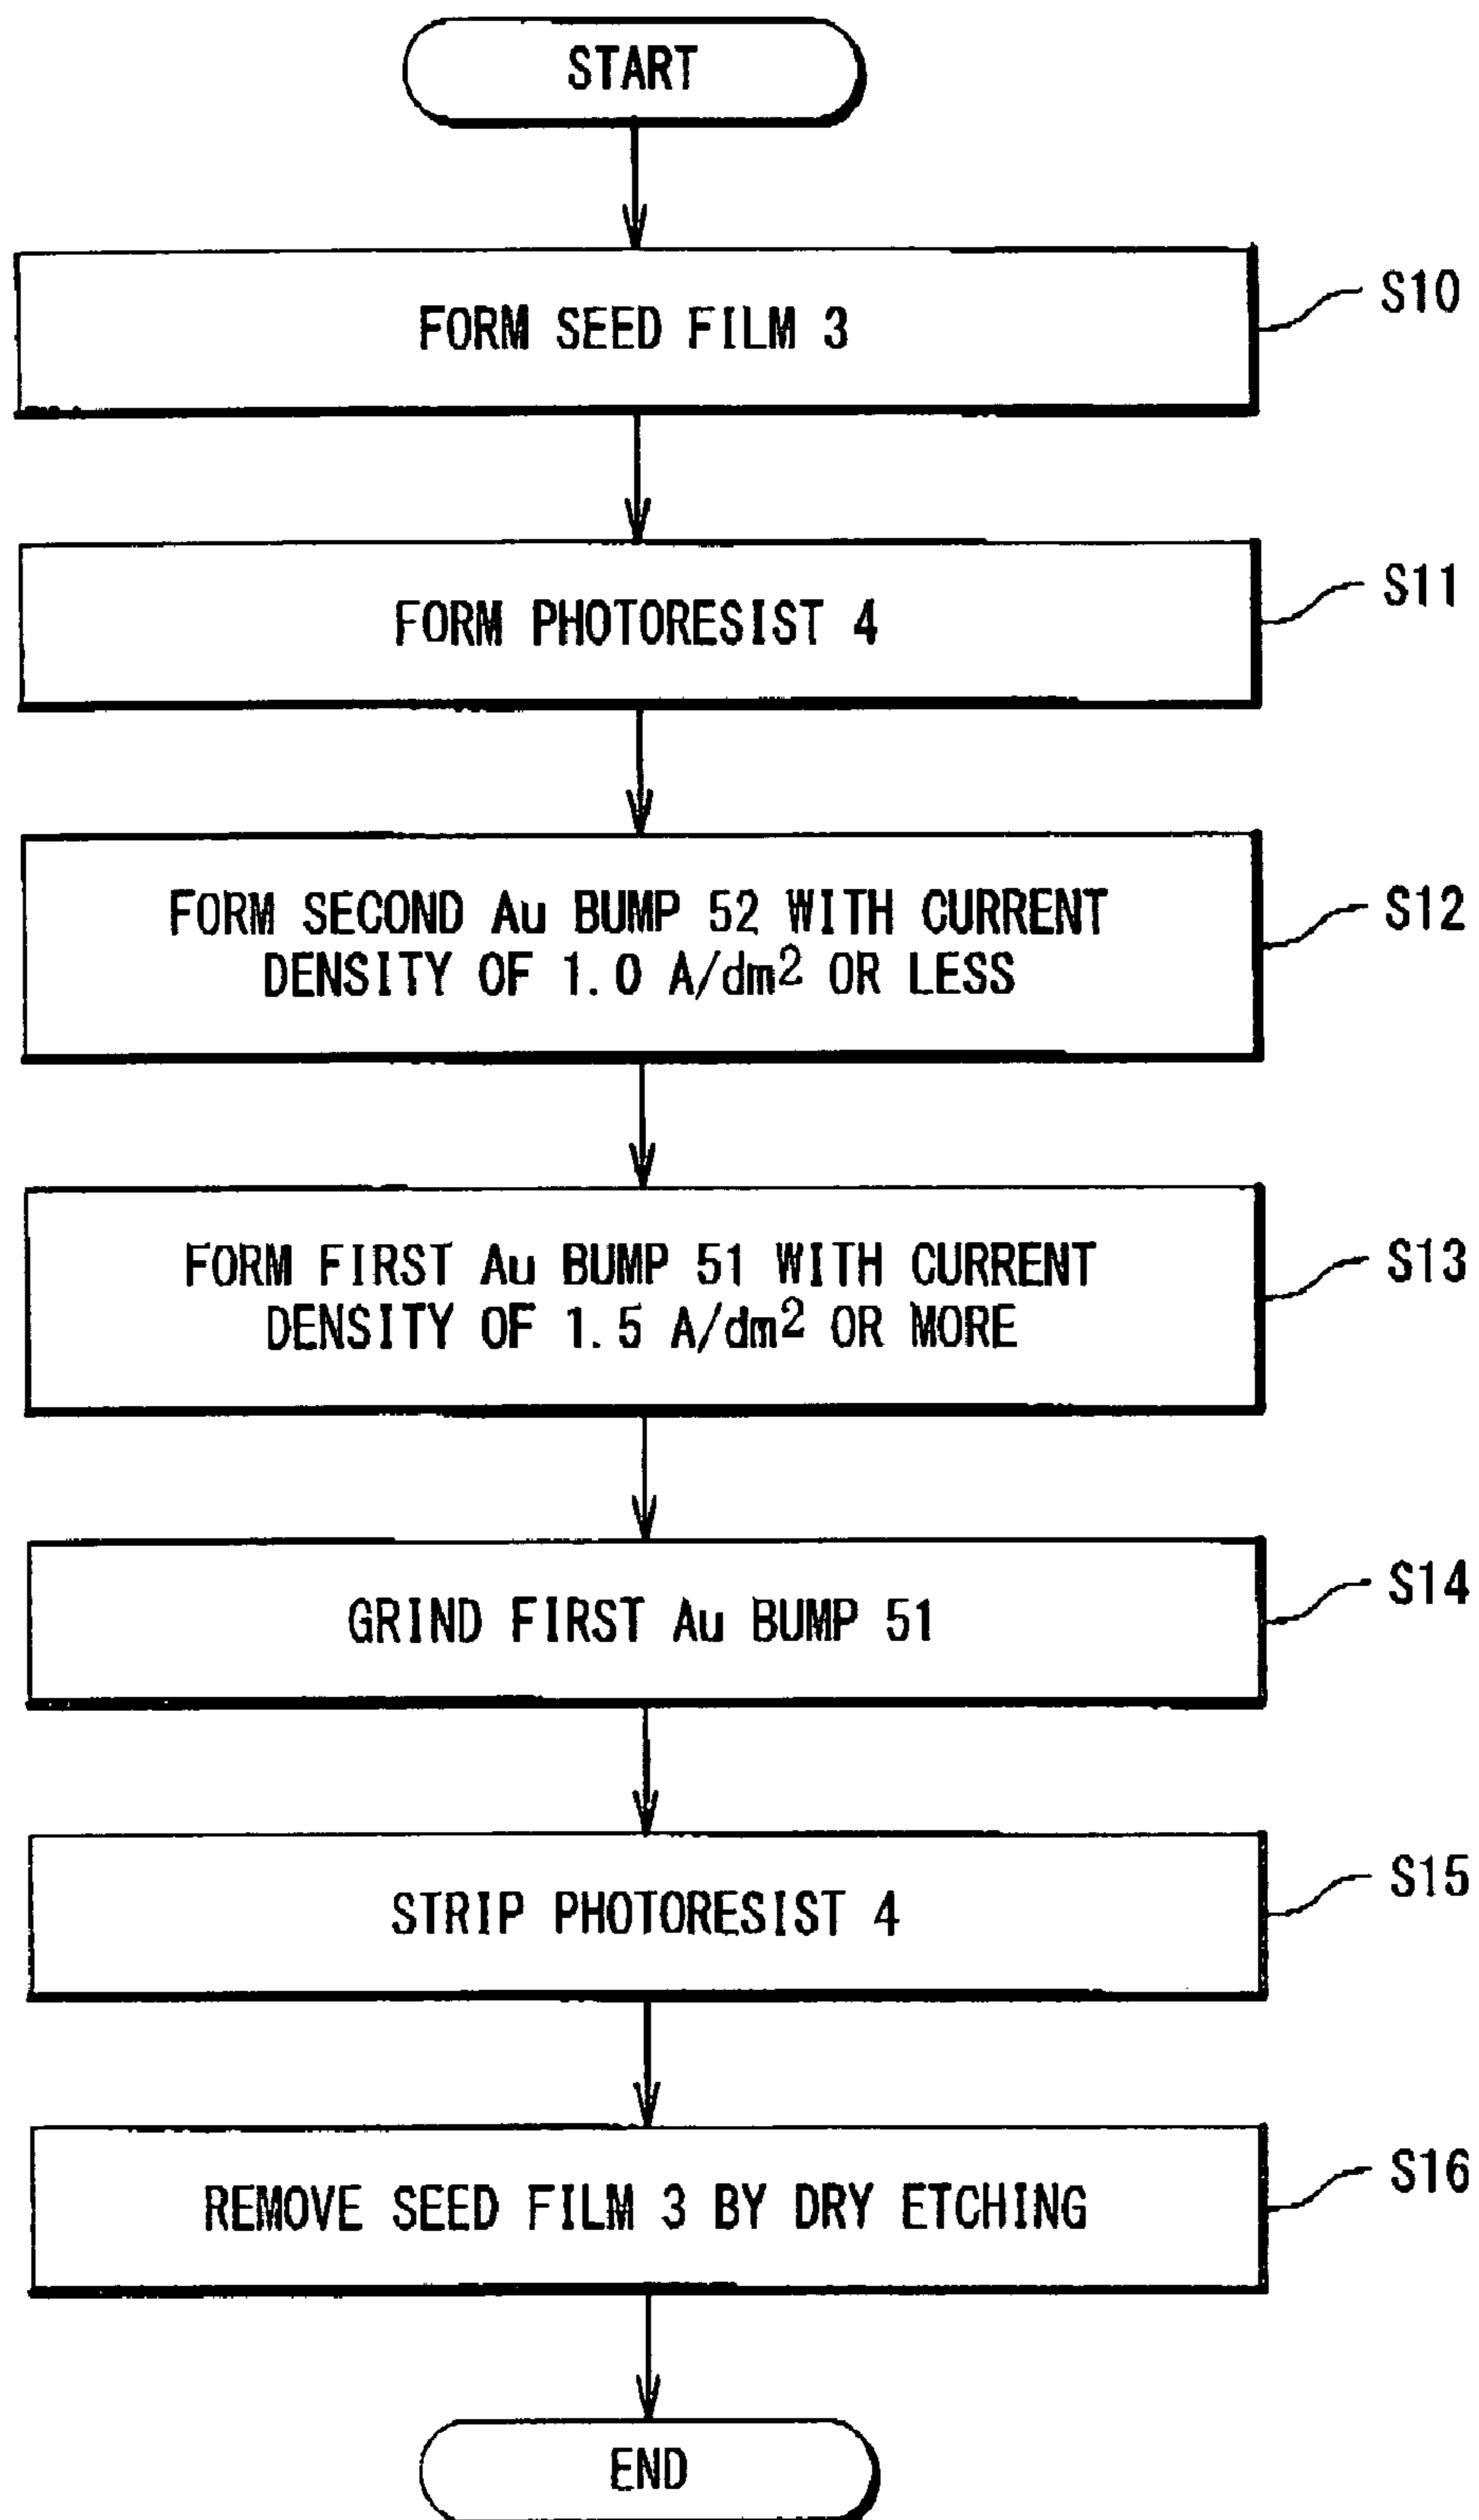 START
FORM SEED FILM 3
S10
FORM PHOTORESIST 4
S11
FORM SECOND Au BUMP 52 WITH CURRENT
DENSITY OF 1.0 A/dm² OR LESS
S12
FORM FIRST Au BUMP 51 WITH CURRENT
DENSITY OF 1.5 A/dm² OR MORE
S13
GRIND FIRST Au BUMP 51
S14
STRIP PHOTORESIST 4
S15
REMOVE SEED FILM 3 BY DRY ETCHING
S16
END